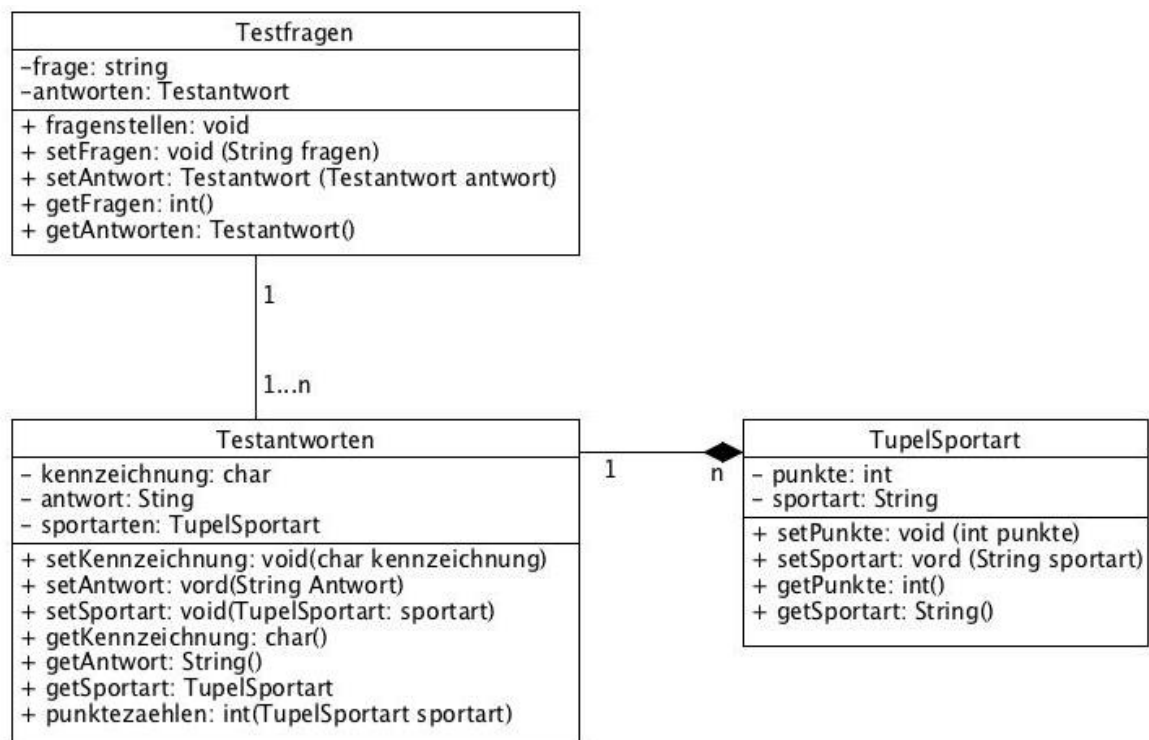 Testfragen
-frage: string
-antworten: Testantwort
+ fragenstellen: void
+ setFragen: void (String fragen)
+ setAntwort: Testantwort (Testantwort antwort)
+ getFragen: int()
+ getAntworten: Testantwort()
1
1...n
Testantworten
- kennzeichnung: char
- antwort: Sting
- sportarten: TupelSportart
+ setKennzeichnung: void(char kennzeichnung)
+ setAntwort: vord(String Antwort)
+ setSportart: void(TupelSportart: sportart)
+ getKennzeichnung: char()
+ getAntwort: String()
+ getSportart: TupelSportart
+ punktezaehlen: int(TupelSportart sportart)
1
n
TupelSportart
- punkte: int
- sportart: String
+ setPunkte: void (int punkte)
+ setSportart: vord (String sportart)
+ getPunkte: int()
+ getSportart: String()